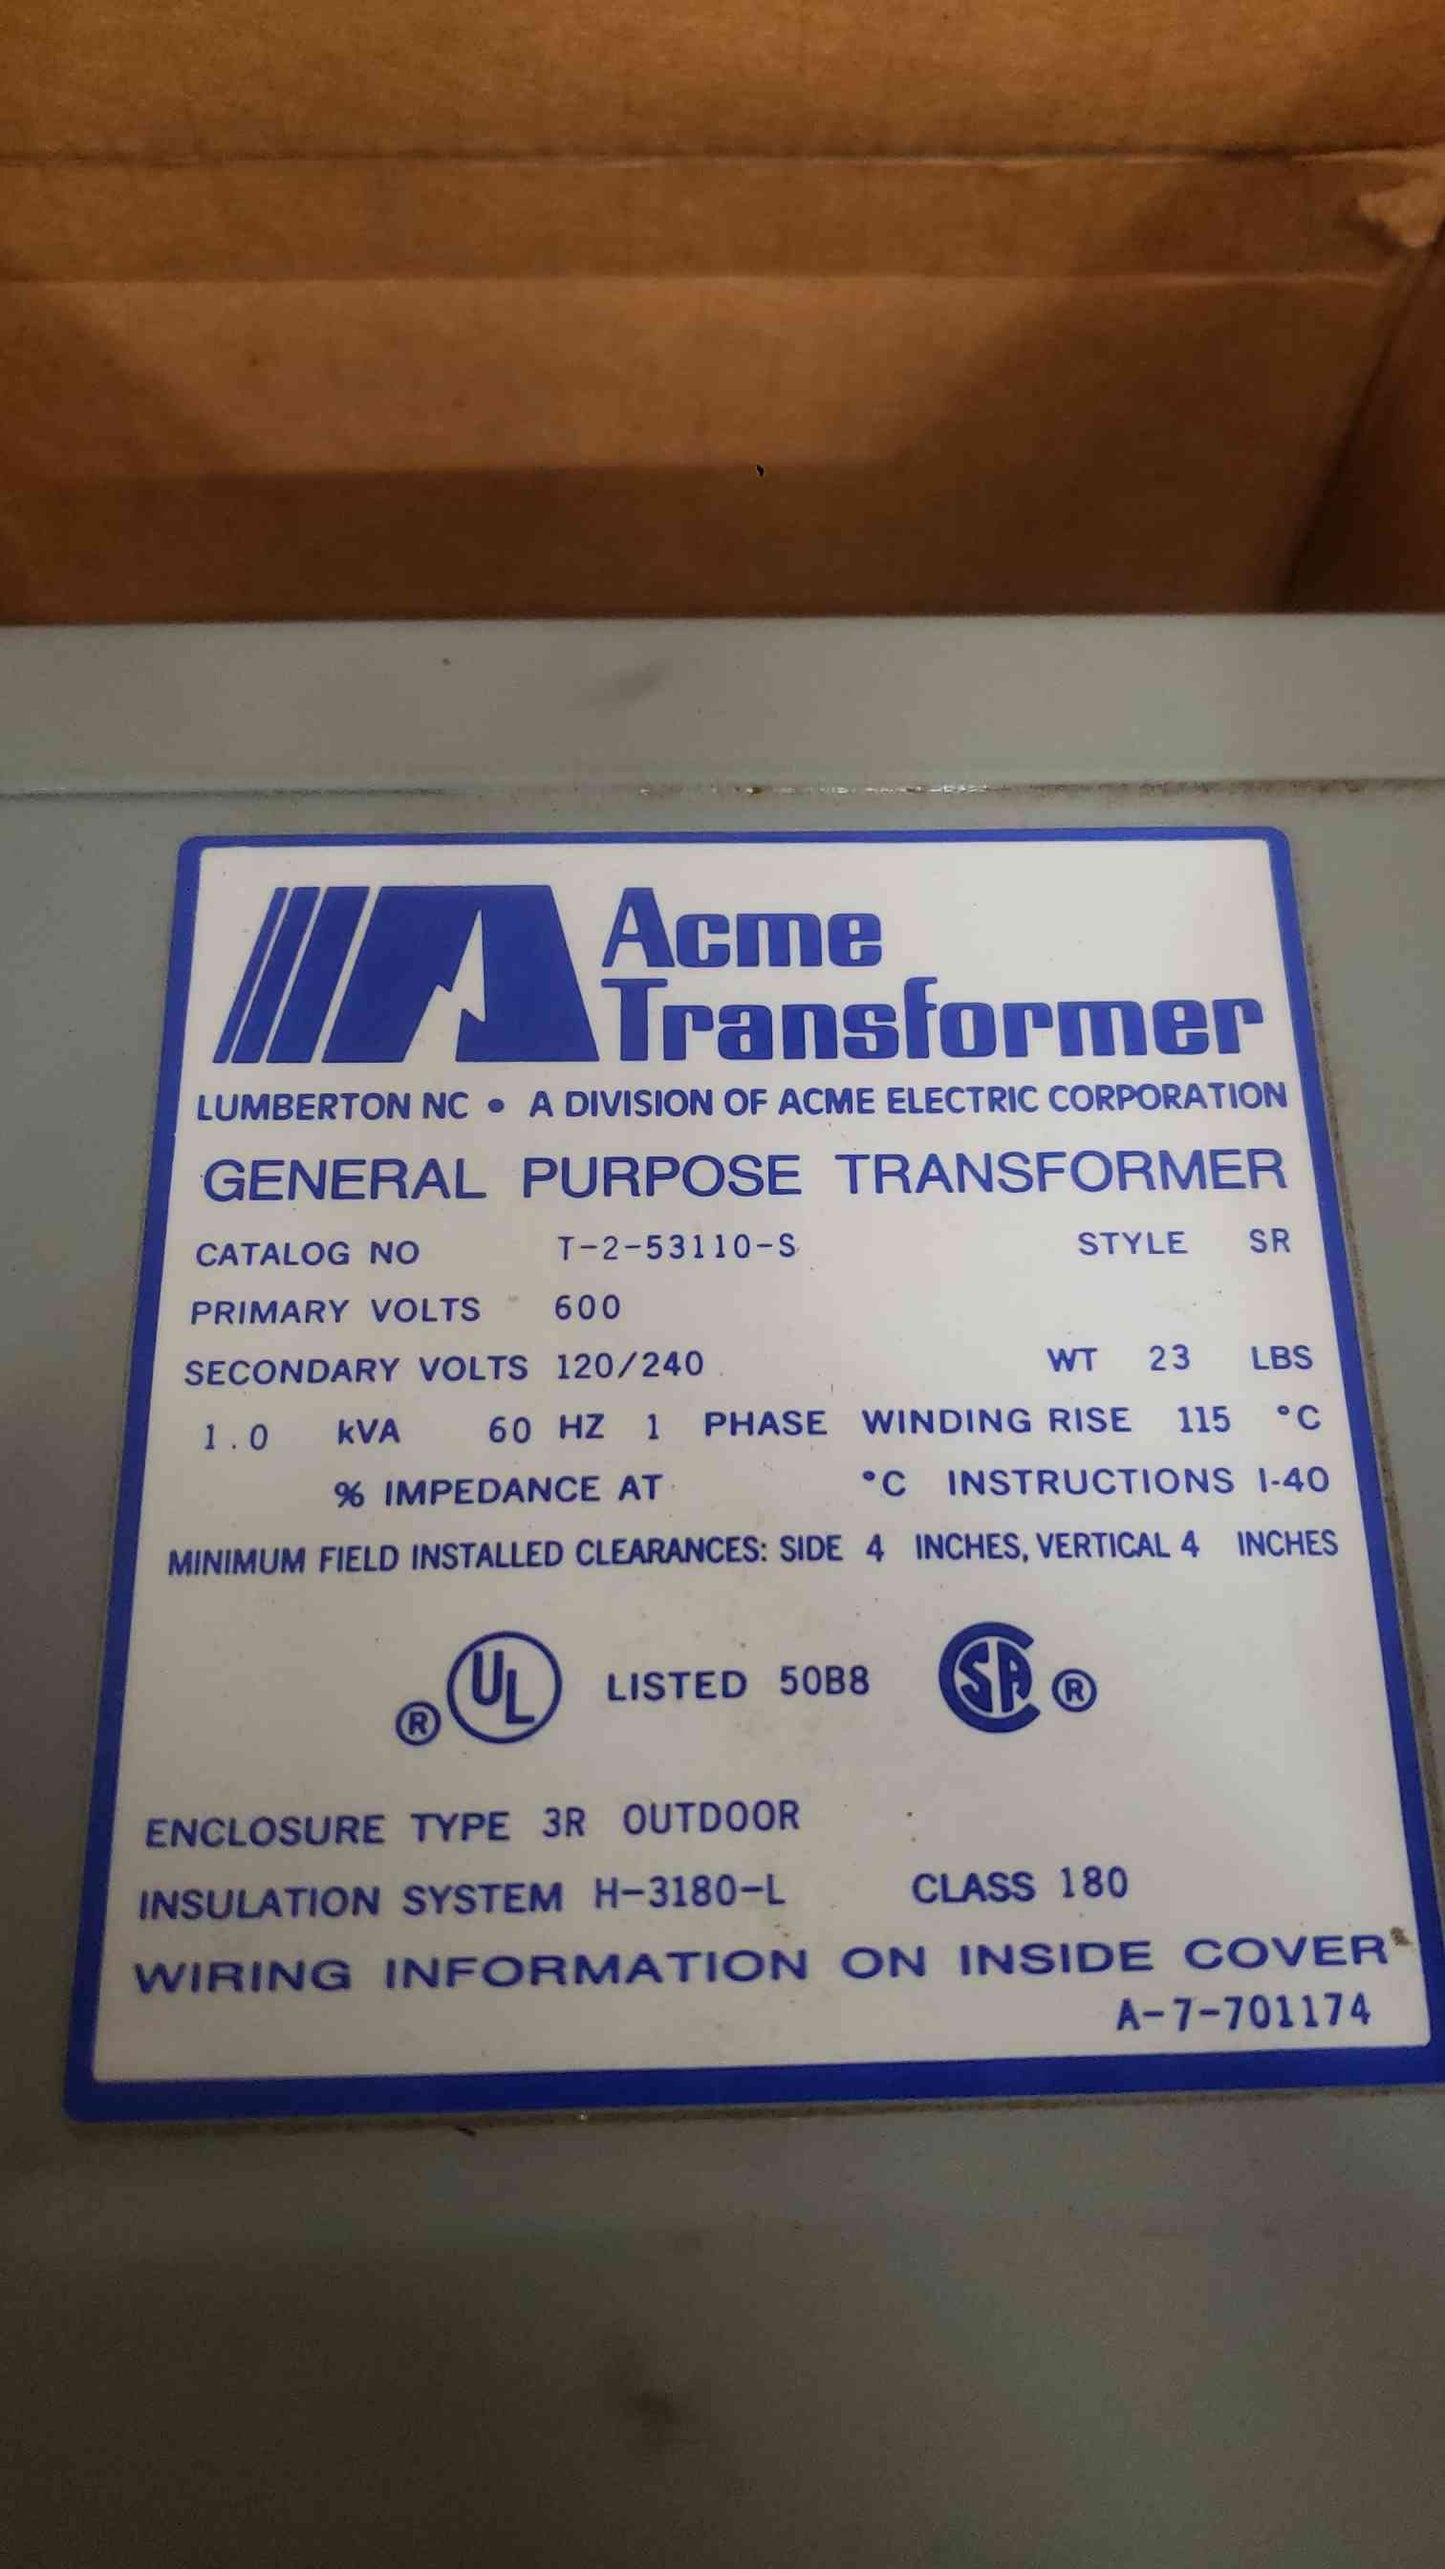 Acme
Transformer
LUMBERTON NC • A DIVISION OF ACME ELECTRIC CORPORATION
GENERAL PURPOSE TRANSFORMER
CATALOG NO T-2-53110-S STYLE SR
PRIMARY VOLTS 600
SECONDARY VOLTS 120/240 WT 23 LBS
1.0 kVA 60 HZ 1 PHASE WINDING RISE 115 °C
% IMPEDANCE AT °C INSTRUCTIONS I-40
MINIMUM FIELD INSTALLED CLEARANCES: SIDE 4 INCHES, VERTICAL 4 INCHES
® UL LISTED 50B8 CSA ®
ENCLOSURE TYPE 3R OUTDOOR
INSULATION SYSTEM H-3180-L CLASS 180
WIRING INFORMATION ON INSIDE COVER
A-7-701174